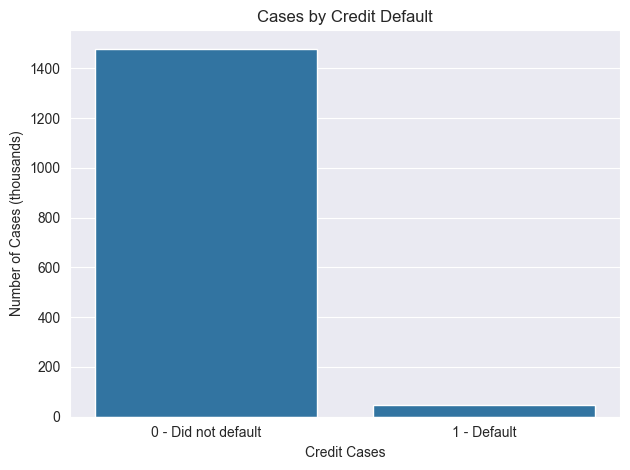 Cases by Credit Default
Number of Cases (thousands)
1400
1200
1000
800
600
400
200
0
0 - Did not default
1 - Default
Credit Cases